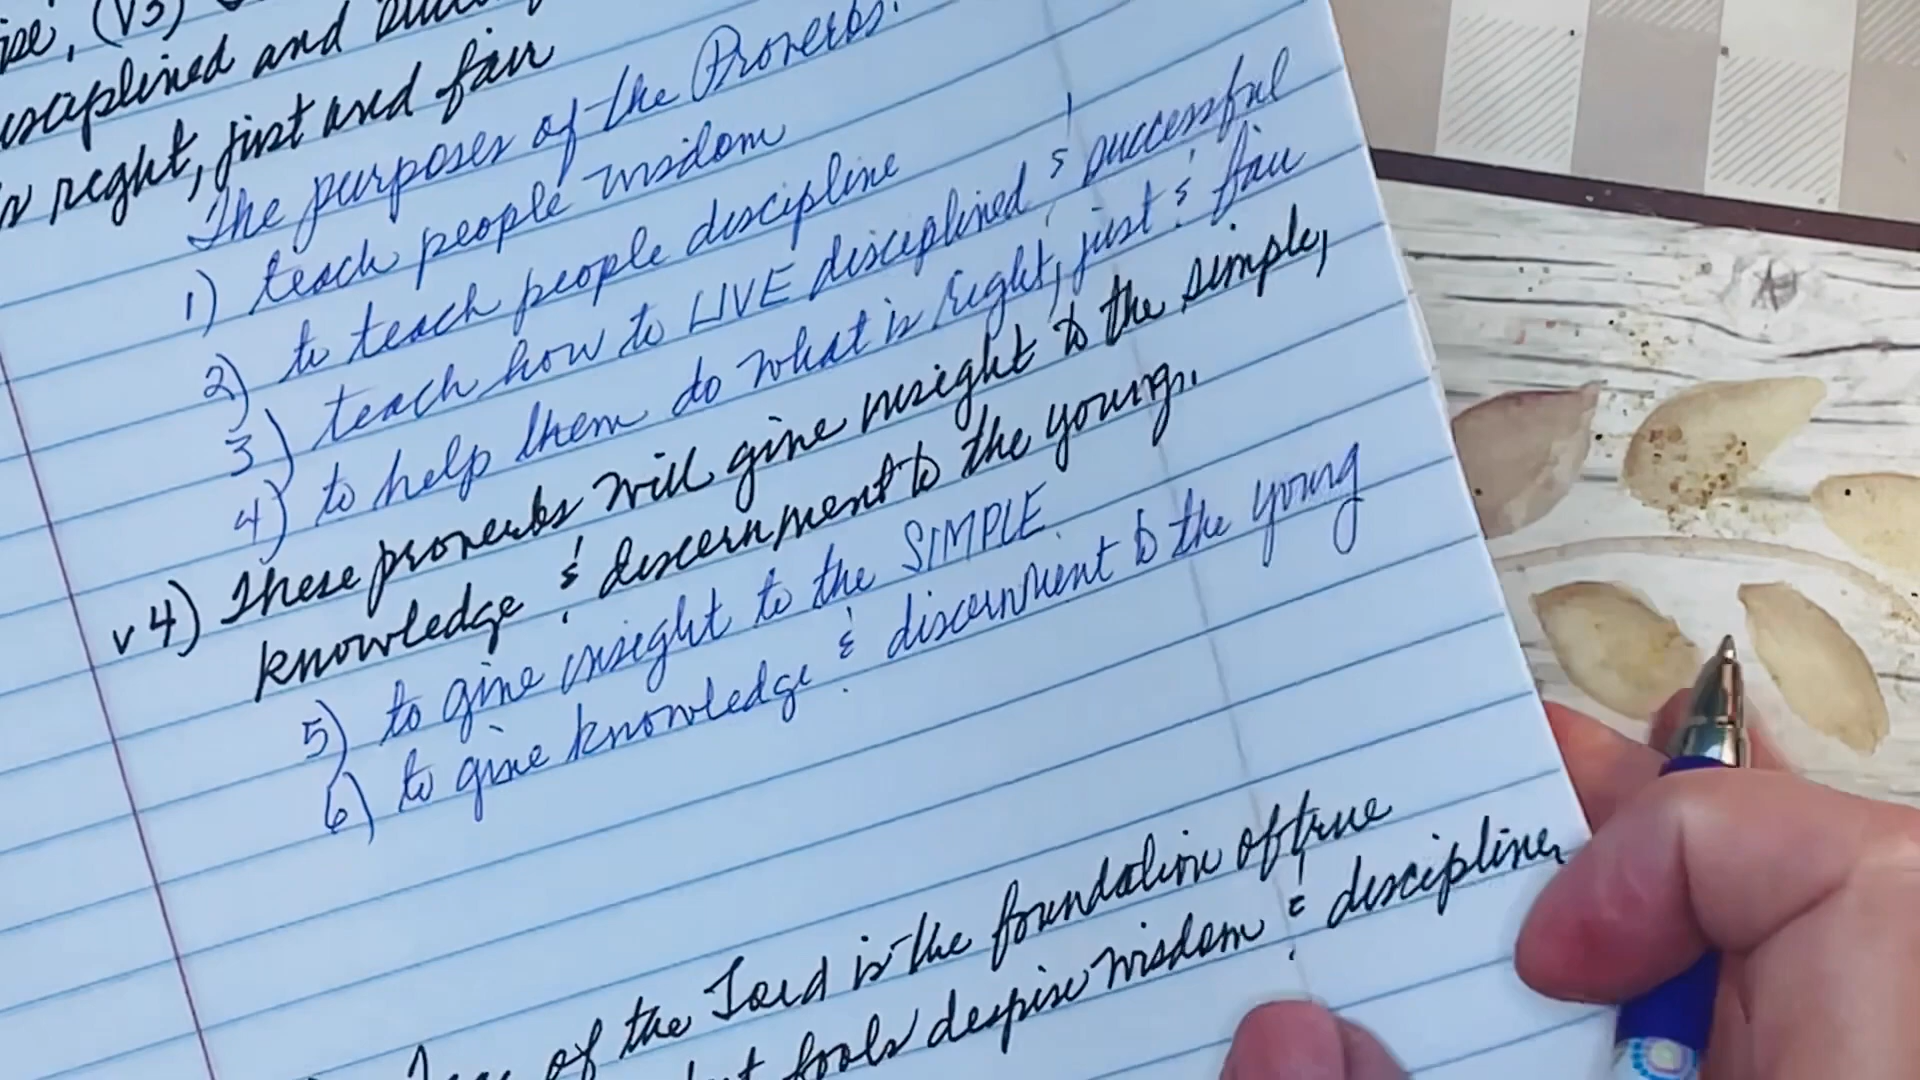 (v3)
disciplined and
right, just and fair
The purposes of the Proverbs.
1) teach people wisdom
2) to teach people discipline
3) teach how to LIVE disciplined & successful
4) to help them do what is right, just & fair
v4) These proverbs will give insight to the simple,
knowledge & discernment to the young.
5) to give insight to the SIMPLE
6) to give knowledge & discernment to the young
of the Lord is the foundation of true
fools despise wisdom & discipline